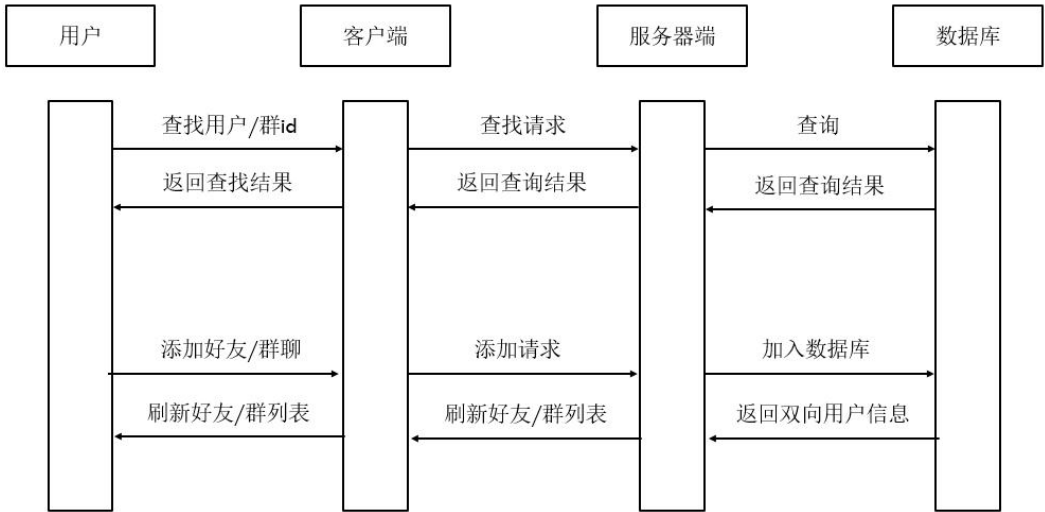 用户
客户端
服务器端
数据库
查找用户/群id
查找请求
查询
返回查找结果
返回查询结果
返回查询结果
添加好友/群聊
添加请求
加入数据库
刷新好友/群列表
刷新好友/群列表
返回双向用户信息